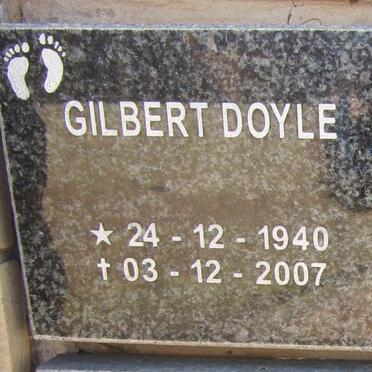 GILBERT DOYLE
★ 24 - 12 - 1940
† 03 - 12 - 2007